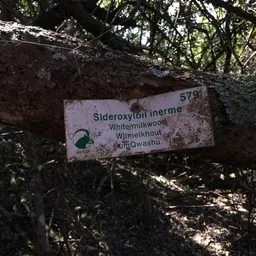 579
Sideroxylon inerme
White milkwood
Witmelkhout
umQwashu